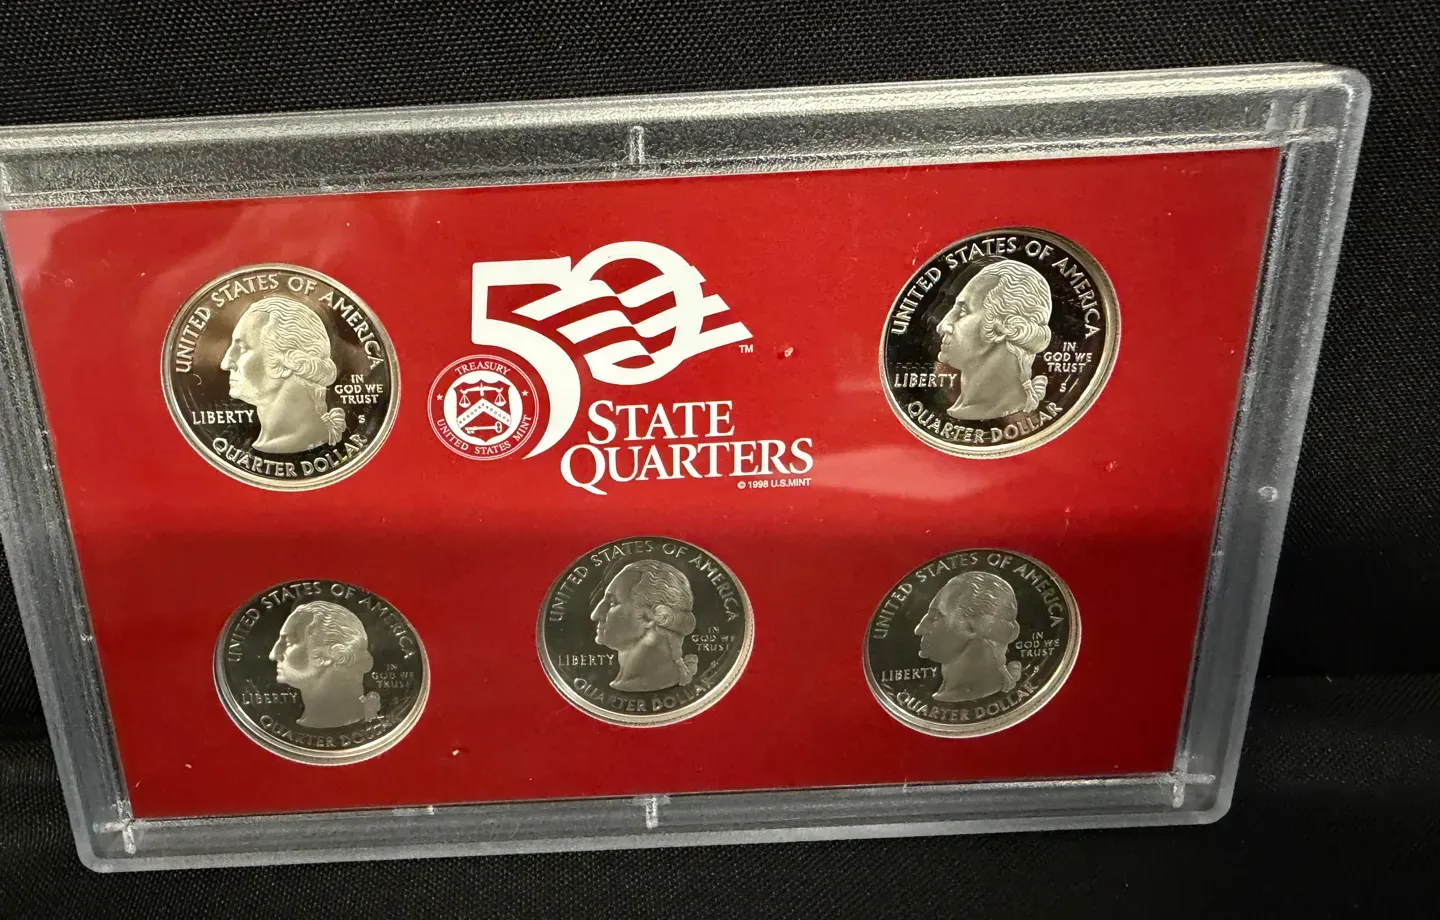 UNITED STATES OF AMERICA
LIBERTY
IN
GOD WE
TRUST
S
QUARTER DOLLAR
50
TM
TREASURY
UNITED STATES MINT
STATE
QUARTERS
© 1998 U.S.MINT
UNITED STATES OF AMERICA
LIBERTY
IN
GOD WE
TRUST
S
QUARTER DOLLAR
UNITED STATES OF AMERICA
LIBERTY
IN
GOD WE
TRUST
QUARTER DOLLAR
UNITED STATES OF AMERICA
LIBERTY
IN
GOD WE
TRUST
S
QUARTER DOLLAR
UNITED STATES OF AMERICA
LIBERTY
IN
GOD WE
TRUST
S
QUARTER DOLLAR